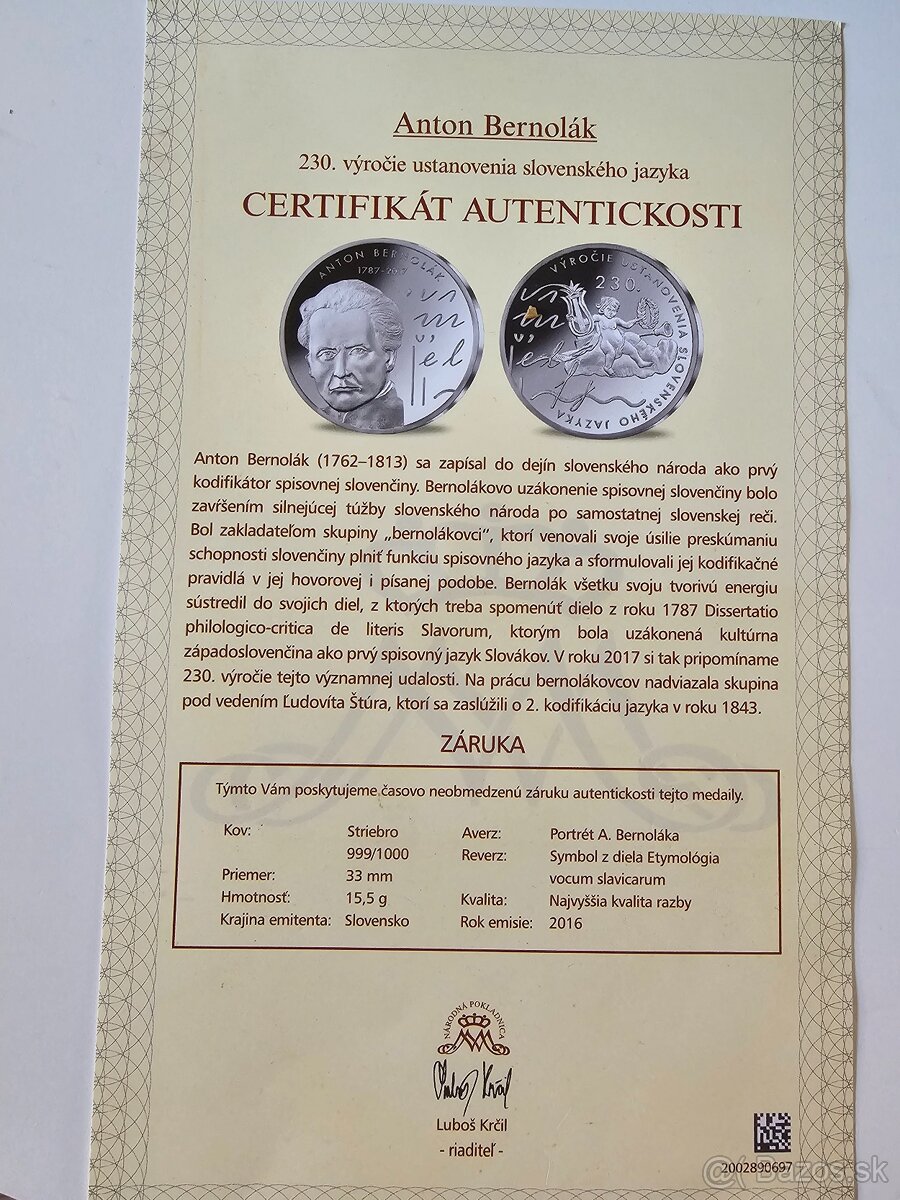 Anton Bernolák
230. výročie ustanovenia slovenského jazyka
CERTIFIKÁT AUTENTICKOSTI
ANTON BERNOLÁK
1787-2017
VÝROČIE USTANOVENIA SLOVENSKÉHO JAZYKA
230.
Anton Bernolák (1762–1813) sa zapísal do dejín slovenského národa ako prvý
kodifikátor spisovnej slovenčiny. Bernolákovo uzákonenie spisovnej slovenčiny bolo
zavŕšením silnejúcej túžby slovenského národa po samostatnej slovenskej reči.
Bol zakladateľom skupiny „bernolákovci“, ktorí venovali svoje úsilie preskúmaniu
schopnosti slovenčiny plniť funkciu spisovného jazyka a sformulovali jej kodifikačné
pravidlá v jej hovorovej i písanej podobe. Bernolák všetku svoju tvorivú energiu
sústredil do svojich diel, z ktorých treba spomenúť dielo z roku 1787 Dissertatio
philologico-critica de literis Slavorum, ktorým bola uzákonená kultúrna
západoslovenčina ako prvý spisovný jazyk Slovákov. V roku 2017 si tak pripomíname
230. výročie tejto významnej udalosti. Na prácu bernolákovcov nadviazala skupina
pod vedením Ľudovíta Štúra, ktorí sa zaslúžili o 2. kodifikáciu jazyka v roku 1843.
ZÁRUKA
Týmto Vám poskytujeme časovo neobmedzenú záruku autentickosti tejto medaily.
Kov: Striebro Averz: Portrét A. Bernoláka
999/1000 Reverz: Symbol z diela Etymológia
Priemer: 33 mm vocum slavicarum
Hmotnosť: 15,5 g Kvalita: Najvyššia kvalita razby
Krajina emitenta: Slovensko Rok emisie: 2016
NÁRODNÁ POKLADNICA
Luboš Krčil
- riaditeľ -
2002890697
@ Bazos.sk